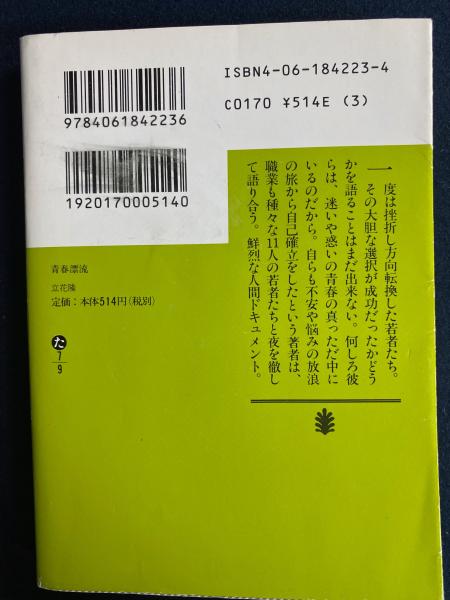 ISBN4-06-184223-4
C0170 ¥514E (3)
9784061842236
1920170005140
一度は挫折し方向転換した若者たち。
その大胆な選択が成功だったかどう
かを語ることはまだ出来ない。何しろ彼
らは、迷いや惑いの青春の真っただ中に
いるのだから。自らも不安や悩みの放浪
の旅から自己確立をしたという著者は、
職業も種々な11人の若者たちと夜を徹し
て語り合う。鮮烈な人間ドキュメント。
青春漂流
立花隆
定価:本体514円(税別)
た
7
9